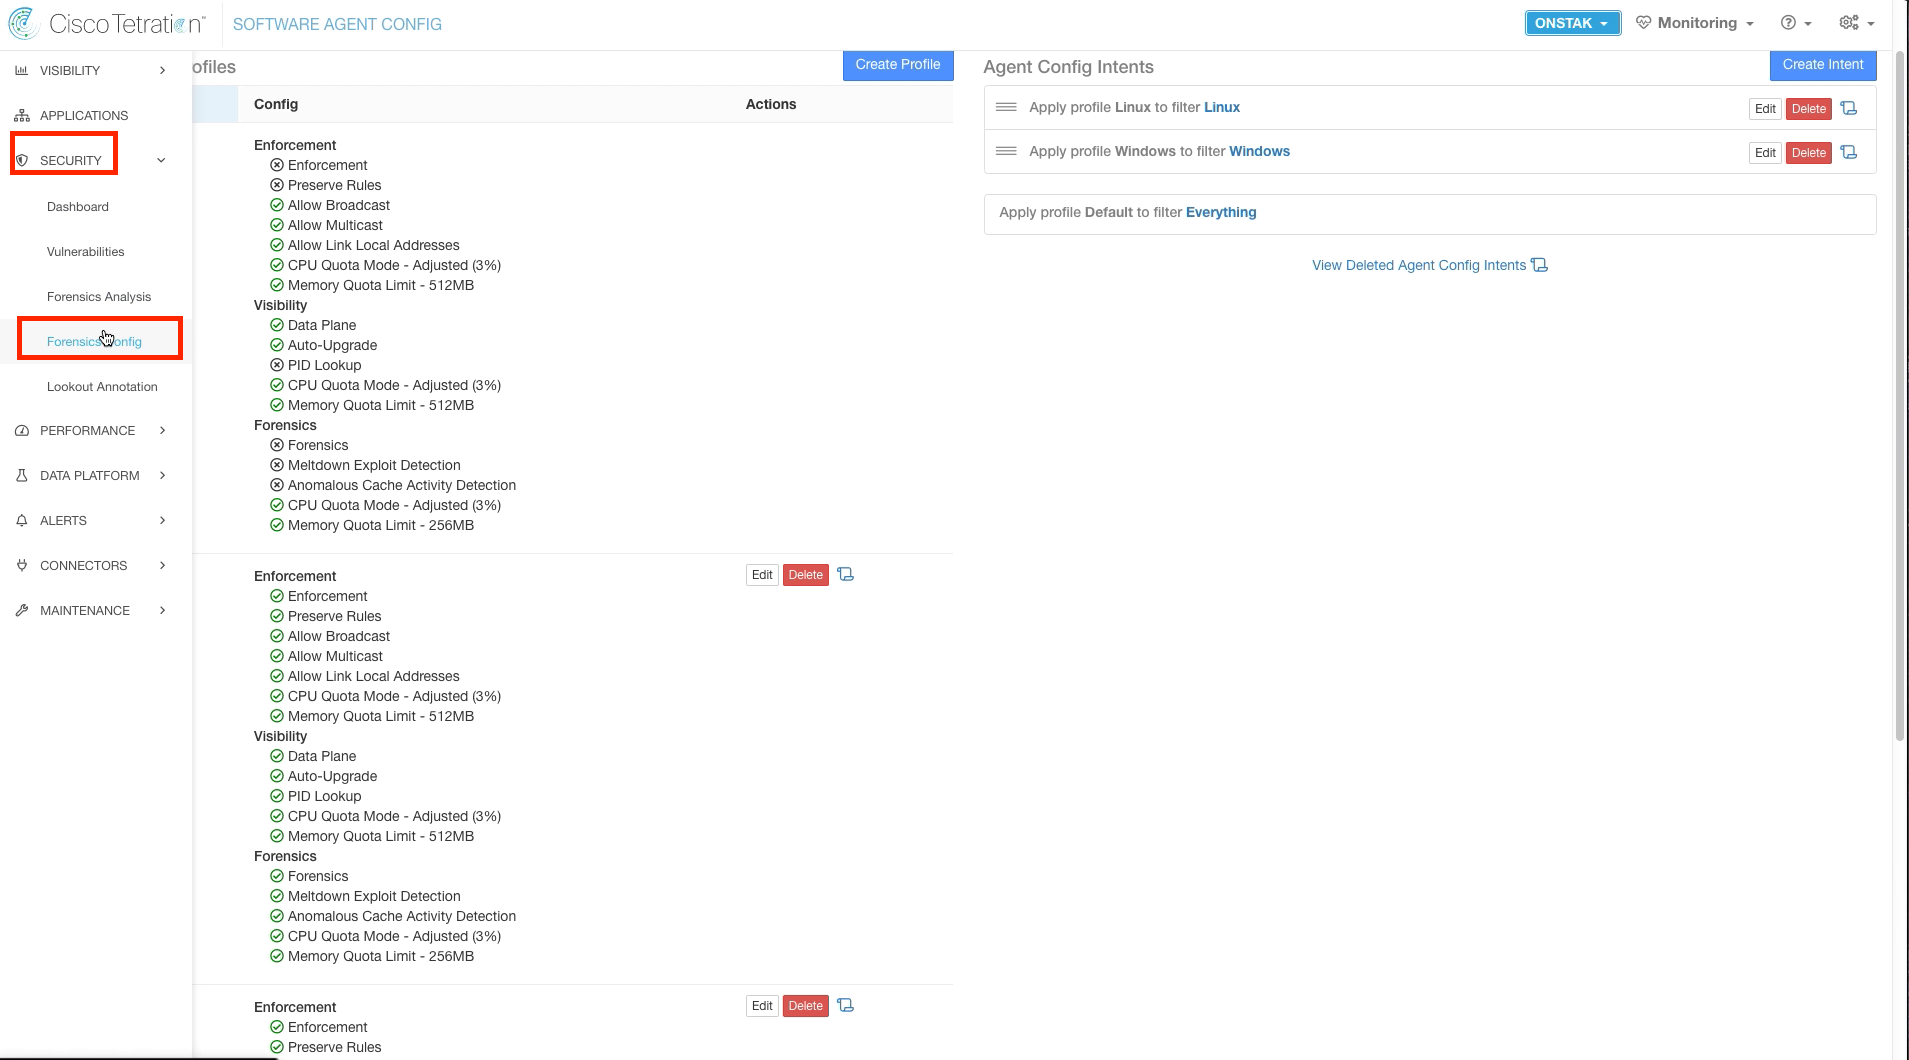 Cisco Tetration™
SOFTWARE AGENT CONFIG
ONSTAK
Monitoring
VISIBILITY
APPLICATIONS
SECURITY
Dashboard
Vulnerabilities
Forensics Analysis
Forensics Config
Lookout Annotation
PERFORMANCE
DATA PLATFORM
ALERTS
CONNECTORS
MAINTENANCE
ofiles
Create Profile
Config
Actions
Enforcement
Enforcement
Preserve Rules
Allow Broadcast
Allow Multicast
Allow Link Local Addresses
CPU Quota Mode - Adjusted (3%)
Memory Quota Limit - 512MB
Visibility
Data Plane
Auto-Upgrade
PID Lookup
CPU Quota Mode - Adjusted (3%)
Memory Quota Limit - 512MB
Forensics
Forensics
Meltdown Exploit Detection
Anomalous Cache Activity Detection
CPU Quota Mode - Adjusted (3%)
Memory Quota Limit - 256MB
Enforcement
Edit Delete
Enforcement
Preserve Rules
Allow Broadcast
Allow Multicast
Allow Link Local Addresses
CPU Quota Mode - Adjusted (3%)
Memory Quota Limit - 512MB
Visibility
Data Plane
Auto-Upgrade
PID Lookup
CPU Quota Mode - Adjusted (3%)
Memory Quota Limit - 512MB
Forensics
Forensics
Meltdown Exploit Detection
Anomalous Cache Activity Detection
CPU Quota Mode - Adjusted (3%)
Memory Quota Limit - 256MB
Enforcement
Edit Delete
Enforcement
Preserve Rules
Agent Config Intents
Create Intent
Apply profile Linux to filter Linux
Edit Delete
Apply profile Windows to filter Windows
Edit Delete
Apply profile Default to filter Everything
View Deleted Agent Config Intents